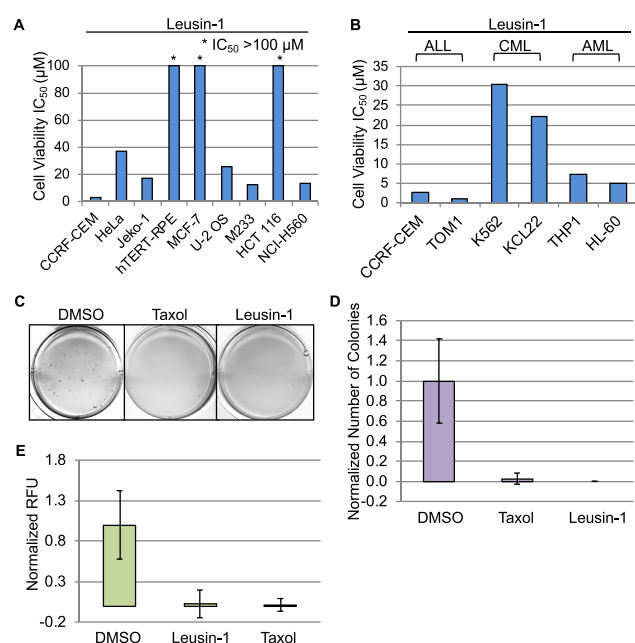 A
Leusin-1
* IC50 >100 µM
Cell Viability IC50 (µM)
100
80
60
40
20
0
* * *
CCRF-CEM
HeLa
Jeko-1
hTERT-RPE
MCF-7
U-2 OS
M233
HCT 116
NCI-H560
B
Leusin-1
ALL CML AML
Cell Viability IC50 (µM)
35
30
25
20
15
10
5
0
CCRF-CEM
TOM1
K562
KCL22
THP1
HL-60
C
DMSO Taxol Leusin-1
D
Normalized Number of Colonies
1.6
1.4
1.2
1.0
0.8
0.6
0.4
0.2
0.0
-0.2
DMSO Taxol Leusin-1
E
Normalized RFU
1.8
1.3
0.8
0.3
-0.2
DMSO Leusin-1 Taxol